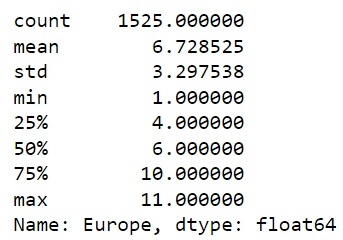 count    1525.000000
mean        6.728525
std         3.297538
min         1.000000
25%         4.000000
50%         6.000000
75%        10.000000
max        11.000000
Name: Europe, dtype: float64